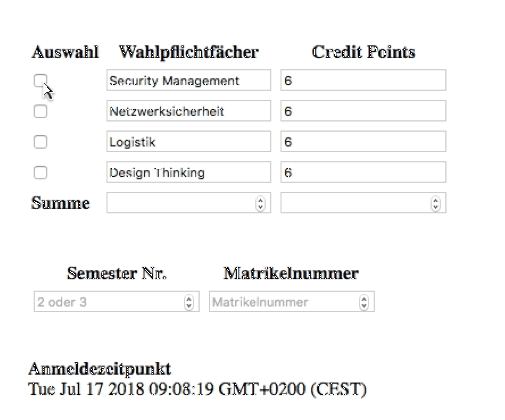 Auswahl Wahlpflichtfächer Credit Points
Security Management 6
Netzwerksicherheit 6
Logistik 6
Design Thinking 6
Summe
Semester Nr. Matrikelnummer
2 oder 3 Matrikelnummer
Anmeldezeitpunkt
Tue Jul 17 2018 09:08:19 GMT+0200 (CEST)